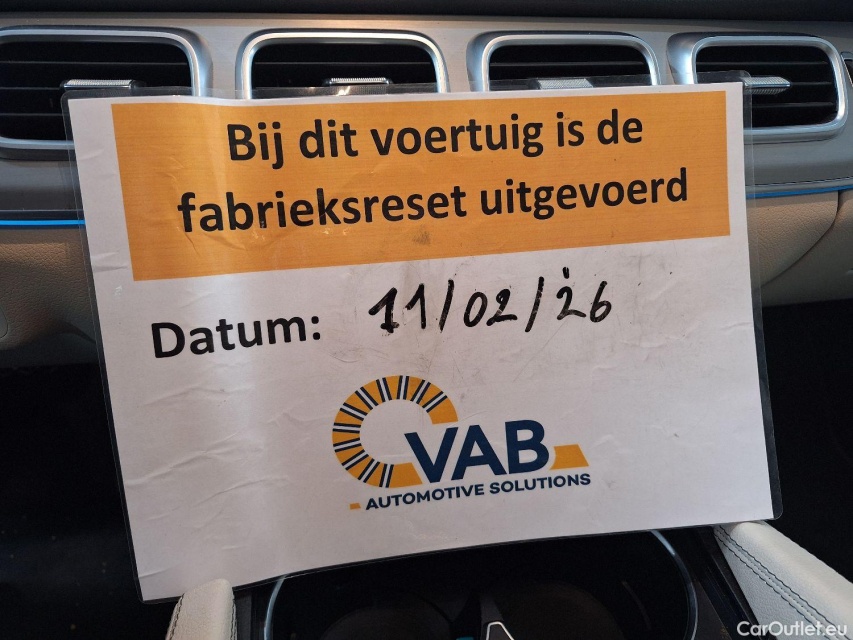 Bij dit voertuig is de
fabrieksreset uitgevoerd
Datum: 11/02/26
VAB
AUTOMOTIVE SOLUTIONS
CarOutlet.eu